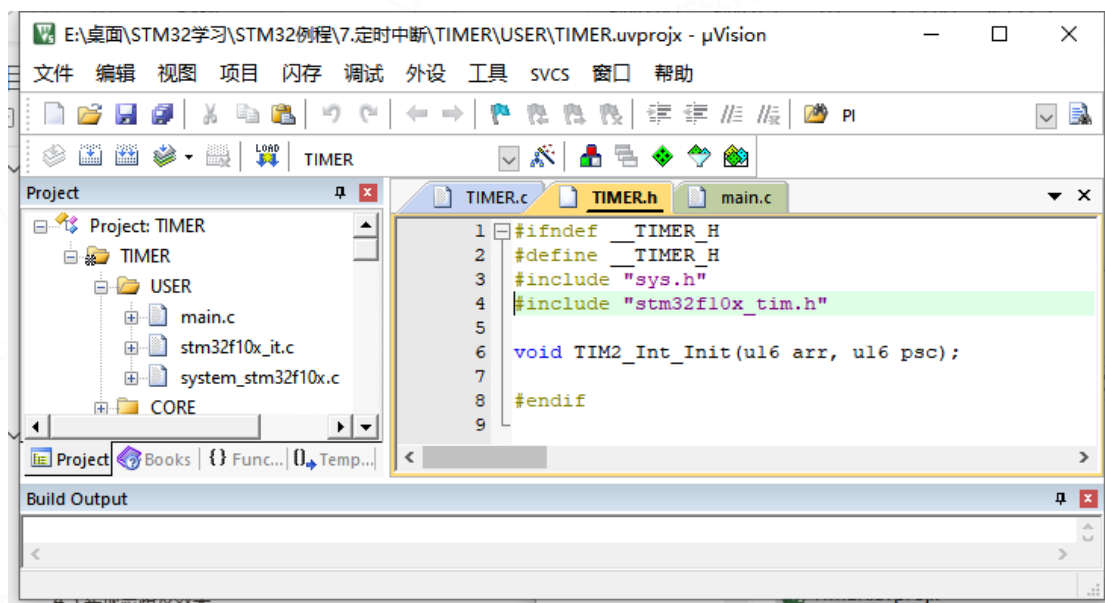 E:\桌面\STM32学习\STM32例程\7.定时中断\TIMER\USER\TIMER.uvprojx - µVision
文件 编辑 视图 项目 闪存 调试 外设 工具 SVCS 窗口 帮助
PI
LOAD TIMER
Project
TIMER.c TIMER.h main.c
Project: TIMER
TIMER
USER
main.c
stm32f10x_it.c
system_stm32f10x.c
CORE
1 #ifndef __TIMER_H
2 #define __TIMER_H
3 #include "sys.h"
4 #include "stm32f10x_tim.h"
5
6 void TIM2_Int_Init(u16 arr, u16 psc);
7
8 #endif
9
Project Books {} Func... 0 Temp...
Build Output